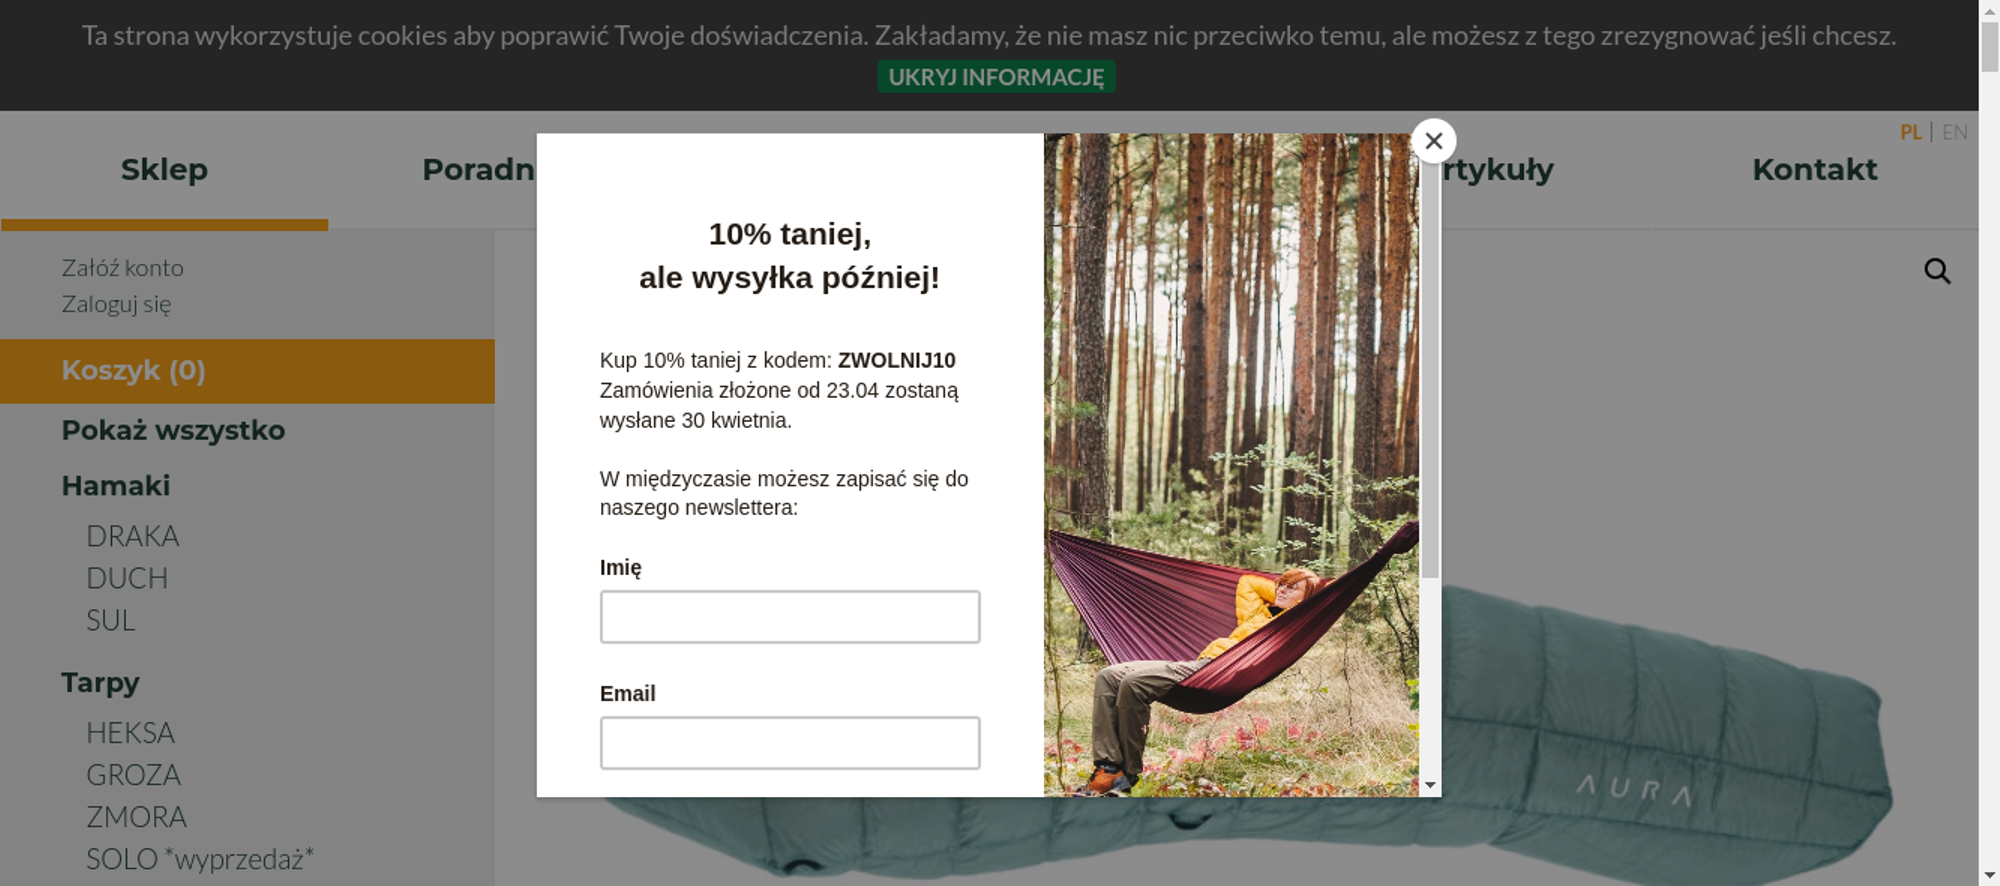 Ta strona wykorzystuje cookies aby poprawić Twoje doświadczenia. Zakładamy, że nie masz nic przeciwko temu, ale możesz z tego zrezygnować jeśli chcesz.
UKRYJ INFORMACJĘ
PL | EN
Sklep
Poradn
rtykuły
Kontakt
Załóż konto
Zaloguj się
Koszyk (0)
Pokaż wszystko
Hamaki
DRAKA
DUCH
SUL
Tarpy
HEKSA
GROZA
ZMORA
SOLO *wyprzedaż*
10% taniej,
ale wysyłka później!
Kup 10% taniej z kodem: ZWOLNIJ10
Zamówienia złożone od 23.04 zostaną
wysłane 30 kwietnia.
W międzyczasie możesz zapisać się do
naszego newslettera:
Imię
Email
AURA